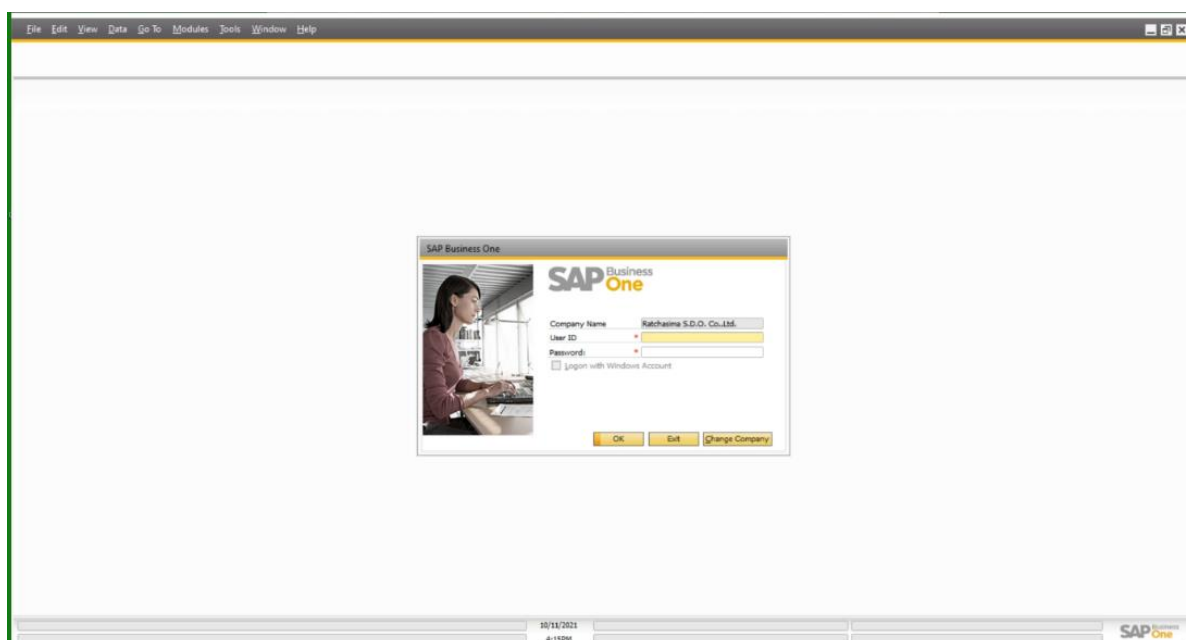 File Edit View Data Go To Modules Tools Window Help
SAP Business One
SAP Business One
Company Name Ratchasima S.D.O. Co.,Ltd.
User ID *
Password: *
Logon with Windows Account
OK Exit Change Company
10/11/2021
4:15PM
SAP Business One